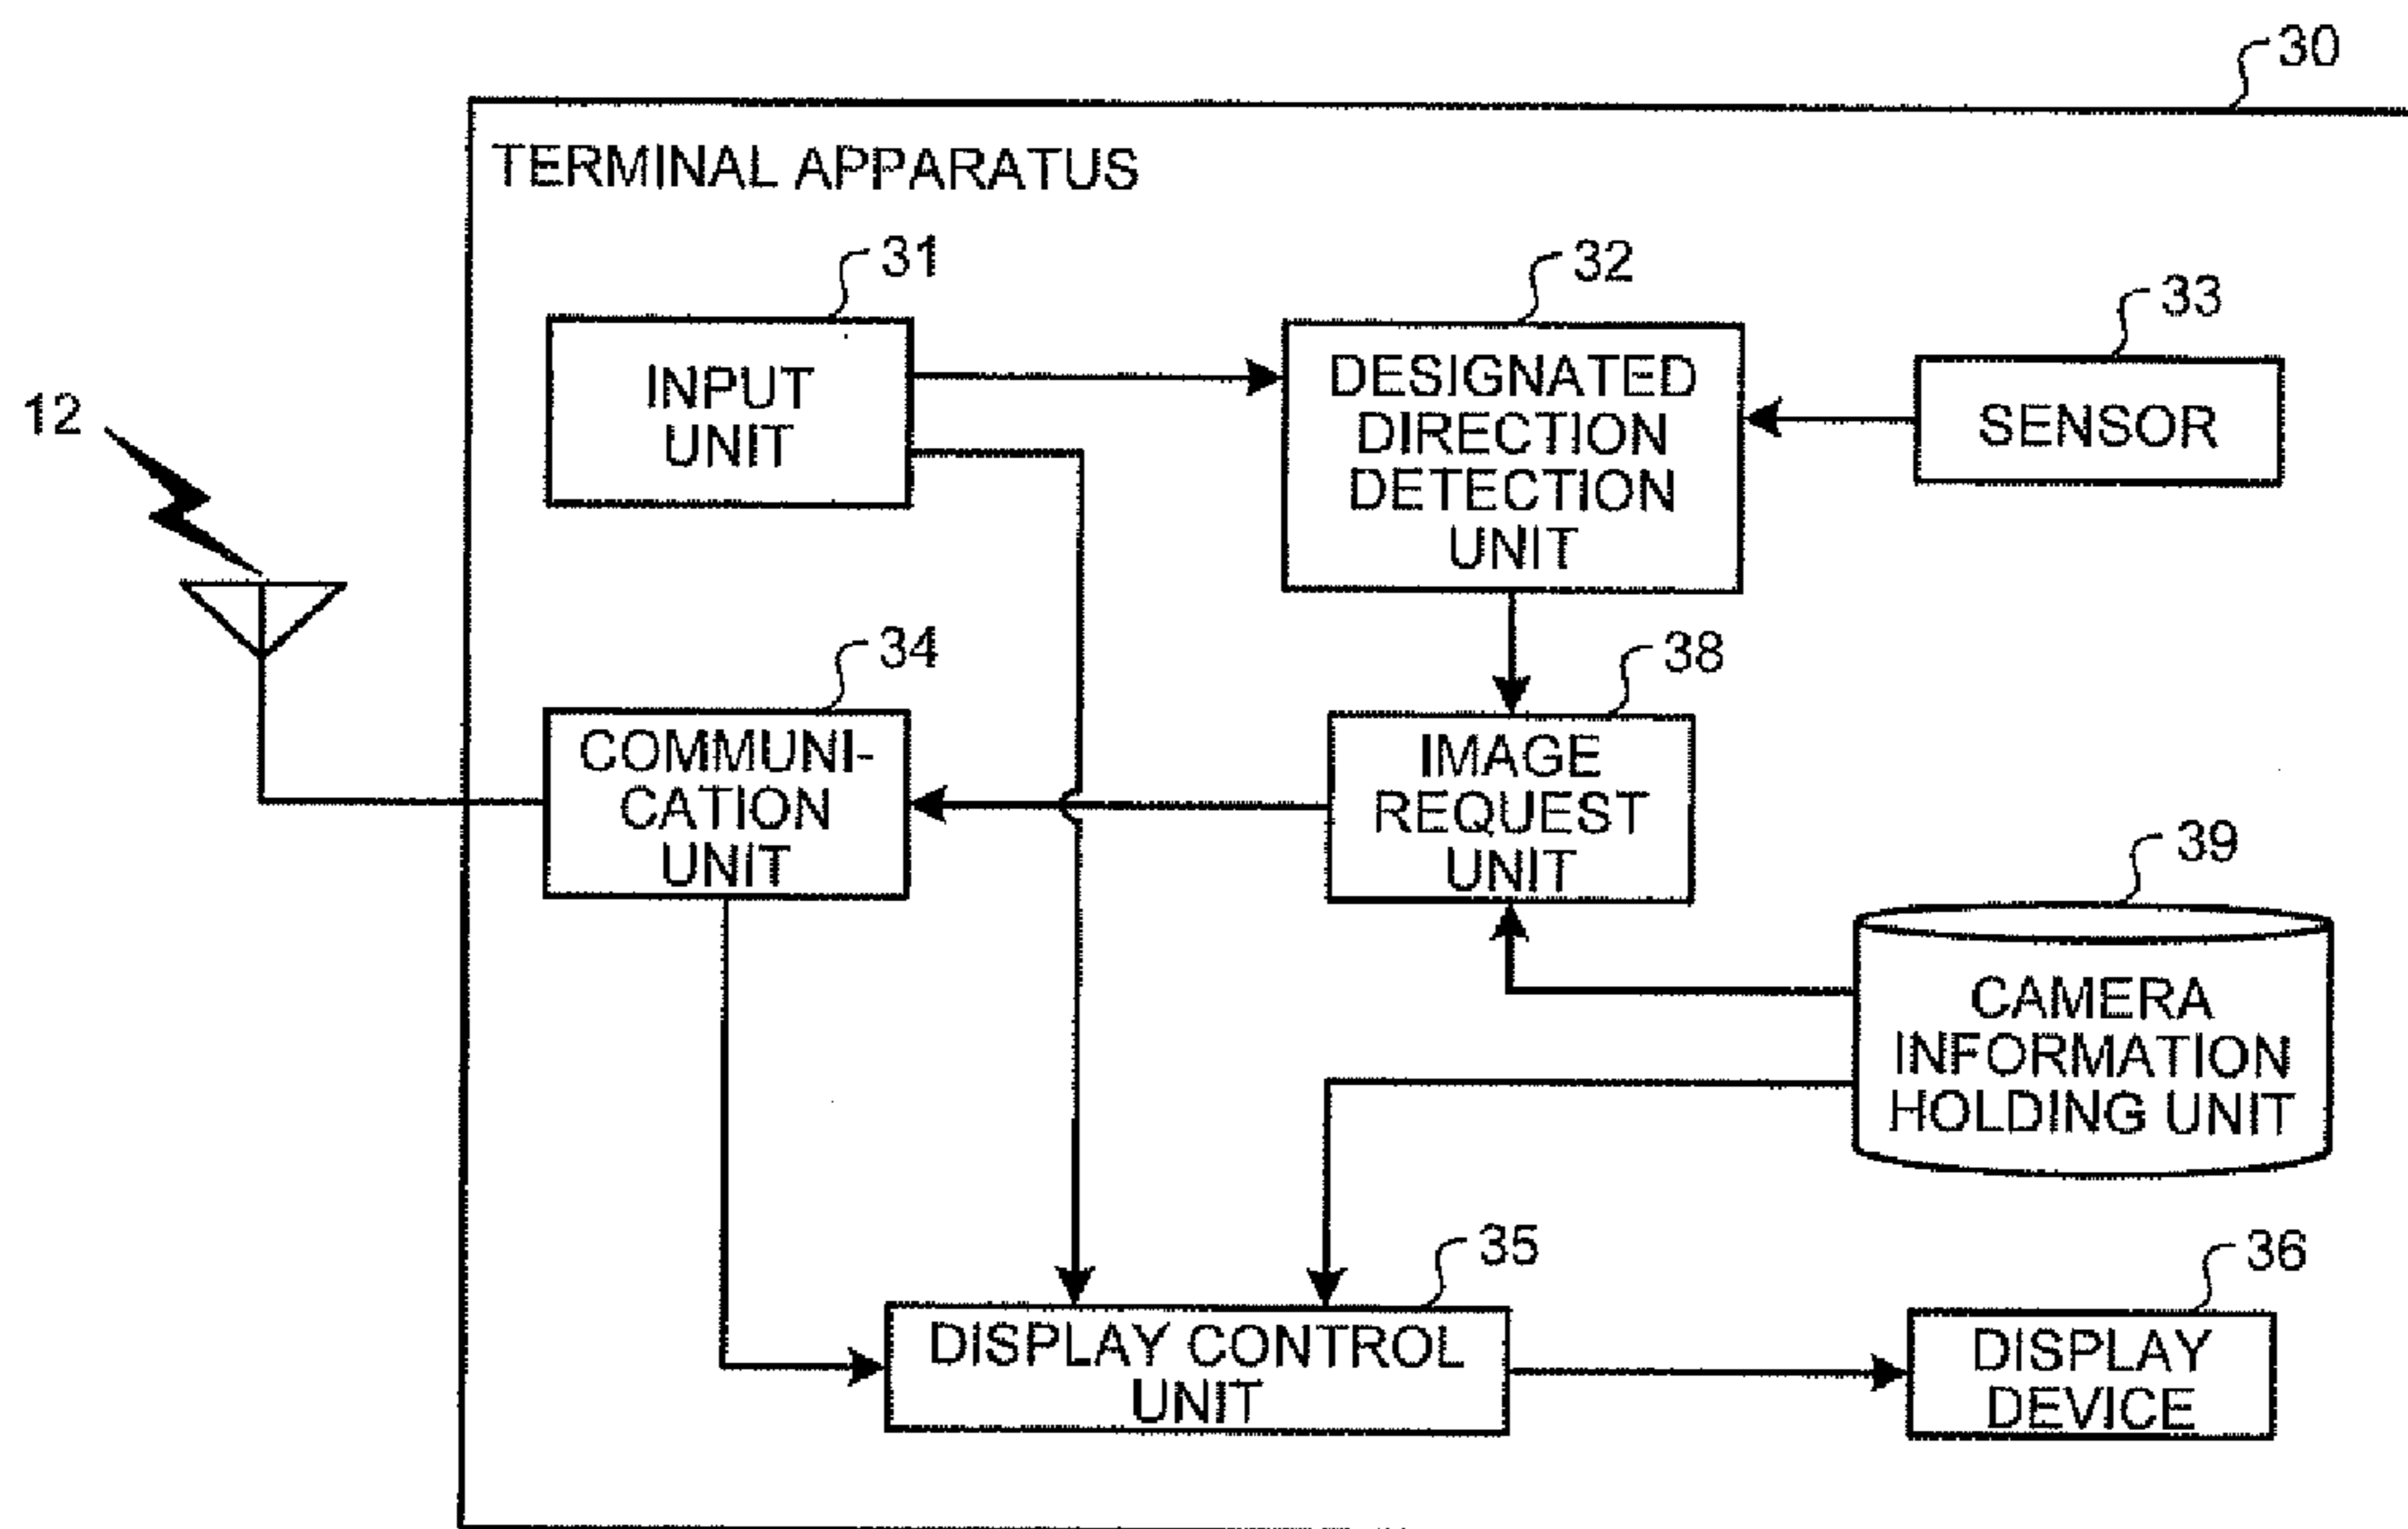 30
TERMINAL APPARATUS
31
32
33
INPUT
UNIT
DESIGNATED
DIRECTION
DETECTION
UNIT
SENSOR
12
34
38
COMMUNI-
CATION
UNIT
IMAGE
REQUEST
UNIT
39
CAMERA
INFORMATION
HOLDING UNIT
35
36
DISPLAY CONTROL
UNIT
DISPLAY
DEVICE